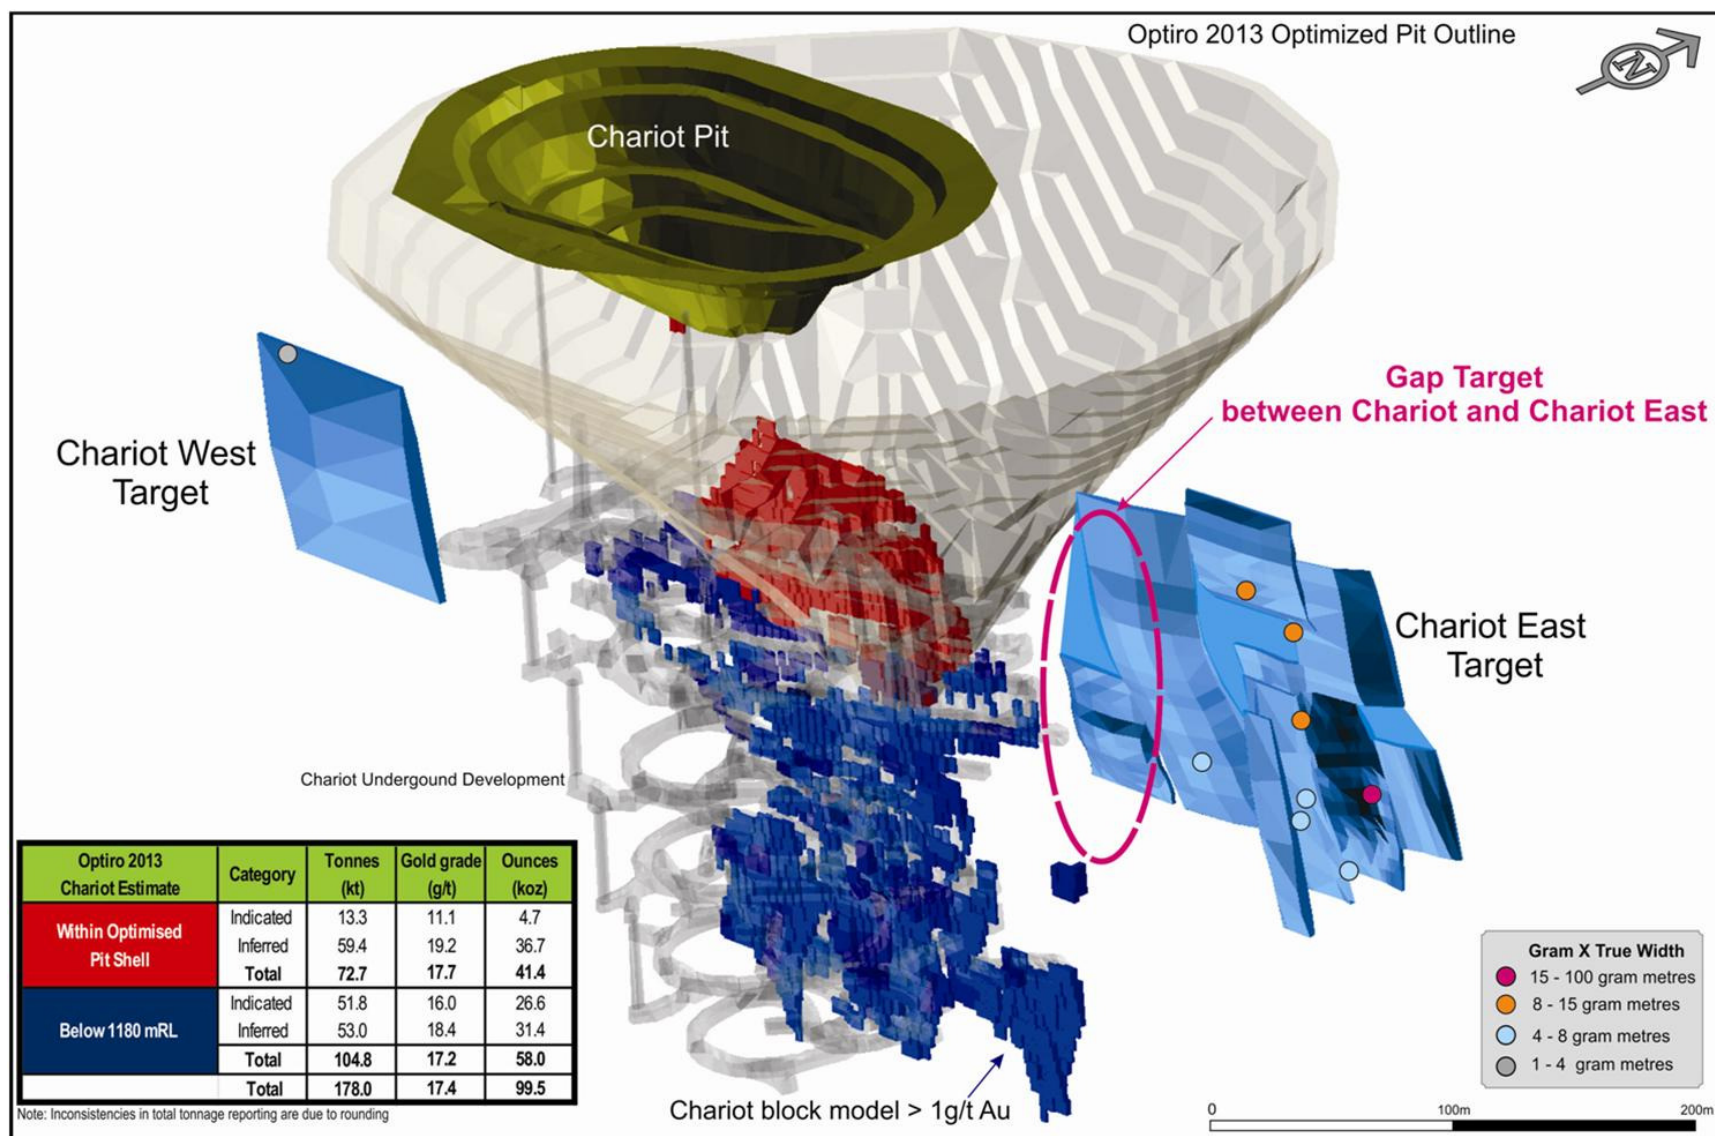 Optiro 2013 Optimized Pit Outline
N
Chariot Pit
Gap Target
between Chariot and Chariot East
Chariot West
Target
Chariot East
Target
Chariot Undergound Development
Optiro 2013
Chariot Estimate
Category
Tonnes
(kt)
Gold grade
(g/t)
Ounces
(koz)
Within Optimised
Pit Shell
Indicated 13.3 11.1 4.7
Inferred 59.4 19.2 36.7
Total 72.7 17.7 41.4
Below 1180 mRL
Indicated 51.8 16.0 26.6
Inferred 53.0 18.4 31.4
Total 104.8 17.2 58.0
Total 178.0 17.4 99.5
Note: Inconsistencies in total tonnage reporting are due to rounding
Chariot block model > 1g/t Au
Gram X True Width
15 - 100 gram metres
8 - 15 gram metres
4 - 8 gram metres
1 - 4 gram metres
0 100m 200m